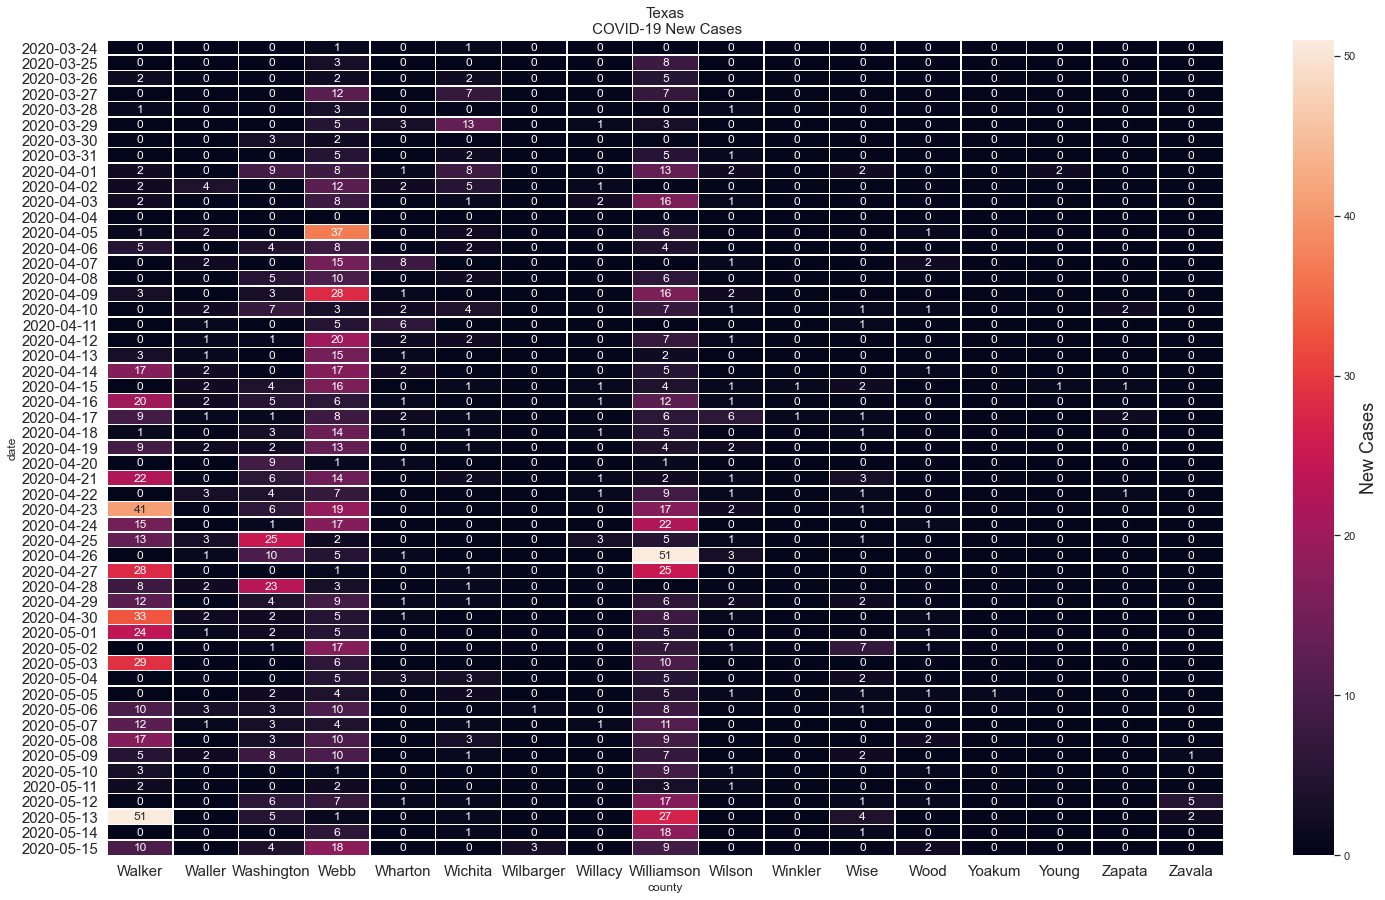 Texas
COVID-19 New Cases
2020-03-24 0 0 0 1 0 1 0 0 0 0 0 0 0 0 0 0 0
2020-03-25 0 0 0 3 0 0 0 0 8 0 0 0 0 0 0 0 0
2020-03-26 2 0 0 2 0 2 0 0 5 0 0 0 0 0 0 0 0
2020-03-27 0 0 0 12 0 7 0 0 7 0 0 0 0 0 0 0 0
2020-03-28 1 0 0 3 0 0 0 0 0 1 0 0 0 0 0 0 0
2020-03-29 0 0 0 5 3 13 0 1 3 0 0 0 0 0 0 0 0
2020-03-30 0 0 3 2 0 0 0 0 0 0 0 0 0 0 0 0 0
2020-03-31 0 0 0 5 0 2 0 0 5 1 0 0 0 0 0 0 0
2020-04-01 2 0 9 8 1 8 0 0 13 2 0 2 0 0 2 0 0
2020-04-02 2 4 0 12 2 5 0 1 0 0 0 0 0 0 0 0 0
2020-04-03 2 0 0 8 0 1 0 2 16 1 0 0 0 0 0 0 0
2020-04-04 0 0 0 0 0 0 0 0 0 0 0 0 0 0 0 0 0
2020-04-05 1 2 0 37 0 2 0 0 6 0 0 0 1 0 0 0 0
2020-04-06 5 0 4 8 0 2 0 0 4 0 0 0 0 0 0 0 0
2020-04-07 0 2 0 15 8 0 0 0 0 1 0 0 2 0 0 0 0
2020-04-08 0 0 5 10 0 2 0 0 6 0 0 0 0 0 0 0 0
2020-04-09 3 0 3 28 1 0 0 0 16 2 0 0 0 0 0 0 0
2020-04-10 0 2 7 3 2 4 0 0 7 1 0 1 1 0 0 2 0
2020-04-11 0 1 0 5 6 0 0 0 0 0 0 1 0 0 0 0 0
2020-04-12 0 1 1 20 2 2 0 0 7 1 0 0 0 0 0 0 0
2020-04-13 3 1 0 15 1 0 0 0 2 0 0 0 0 0 0 0 0
2020-04-14 17 2 0 17 2 0 0 0 5 0 0 0 1 0 0 0 0
2020-04-15 0 2 4 16 0 1 0 1 4 1 1 2 0 0 1 1 0
2020-04-16 20 2 5 6 1 0 0 1 12 1 0 0 0 0 0 0 0
2020-04-17 9 1 1 8 2 1 0 0 6 6 1 1 0 0 0 2 0
2020-04-18 1 0 3 14 1 1 0 1 5 0 0 1 0 0 0 0 0
2020-04-19 9 2 2 13 0 1 0 0 4 2 0 0 0 0 0 0 0
2020-04-20 0 0 9 1 1 0 0 0 1 0 0 0 0 0 0 0 0
2020-04-21 22 0 6 14 0 2 0 1 2 1 0 3 0 0 0 0 0
2020-04-22 0 3 4 7 0 0 0 1 9 1 0 1 0 0 0 1 0
2020-04-23 41 0 6 19 0 0 0 0 17 2 0 1 0 0 0 0 0
2020-04-24 15 0 1 17 0 0 0 0 22 0 0 0 1 0 0 0 0
2020-04-25 13 3 25 2 0 0 0 3 5 1 0 1 0 0 0 0 0
2020-04-26 0 1 10 5 1 0 0 0 51 3 0 0 0 0 0 0 0
2020-04-27 28 0 0 1 0 1 0 0 25 0 0 0 0 0 0 0 0
2020-04-28 8 2 23 3 0 1 0 0 0 0 0 0 0 0 0 0 0
2020-04-29 12 0 4 9 1 1 0 0 6 2 0 2 0 0 0 0 0
2020-04-30 33 2 2 5 1 0 0 0 8 1 0 0 1 0 0 0 0
2020-05-01 24 1 2 5 0 0 0 0 5 0 0 0 1 0 0 0 0
2020-05-02 0 0 1 17 0 0 0 0 7 1 0 7 1 0 0 0 0
2020-05-03 29 0 0 6 0 0 0 0 10 0 0 0 0 0 0 0 0
2020-05-04 0 0 0 5 3 3 0 0 5 0 0 2 0 0 0 0 0
2020-05-05 0 0 2 4 0 2 0 0 5 1 0 1 1 1 0 0 0
2020-05-06 10 3 3 10 0 0 1 0 8 0 0 1 0 0 0 0 0
2020-05-07 12 1 3 4 0 1 0 1 11 0 0 0 0 0 0 0 0
2020-05-08 17 0 3 10 0 3 0 0 9 0 0 0 2 0 0 0 0
2020-05-09 5 2 8 10 0 1 0 0 7 0 0 2 0 0 0 0 1
2020-05-10 3 0 0 1 0 0 0 0 9 1 0 0 1 0 0 0 0
2020-05-11 2 0 0 2 0 0 0 0 3 1 0 0 0 0 0 0 0
2020-05-12 0 0 6 7 1 1 0 0 17 0 0 1 1 0 0 0 5
2020-05-13 51 0 5 1 0 1 0 0 27 0 0 4 0 0 0 0 2
2020-05-14 0 0 0 6 0 1 0 0 18 0 0 1 0 0 0 0 0
2020-05-15 10 0 4 18 0 0 3 0 9 0 0 0 2 0 0 0 0
Walker Waller Washington Webb Wharton Wichita Wilbarger Willacy Williamson Wilson Winkler Wise Wood Yoakum Young Zapata Zavala
county
date
50
40
30
20
10
0
New Cases